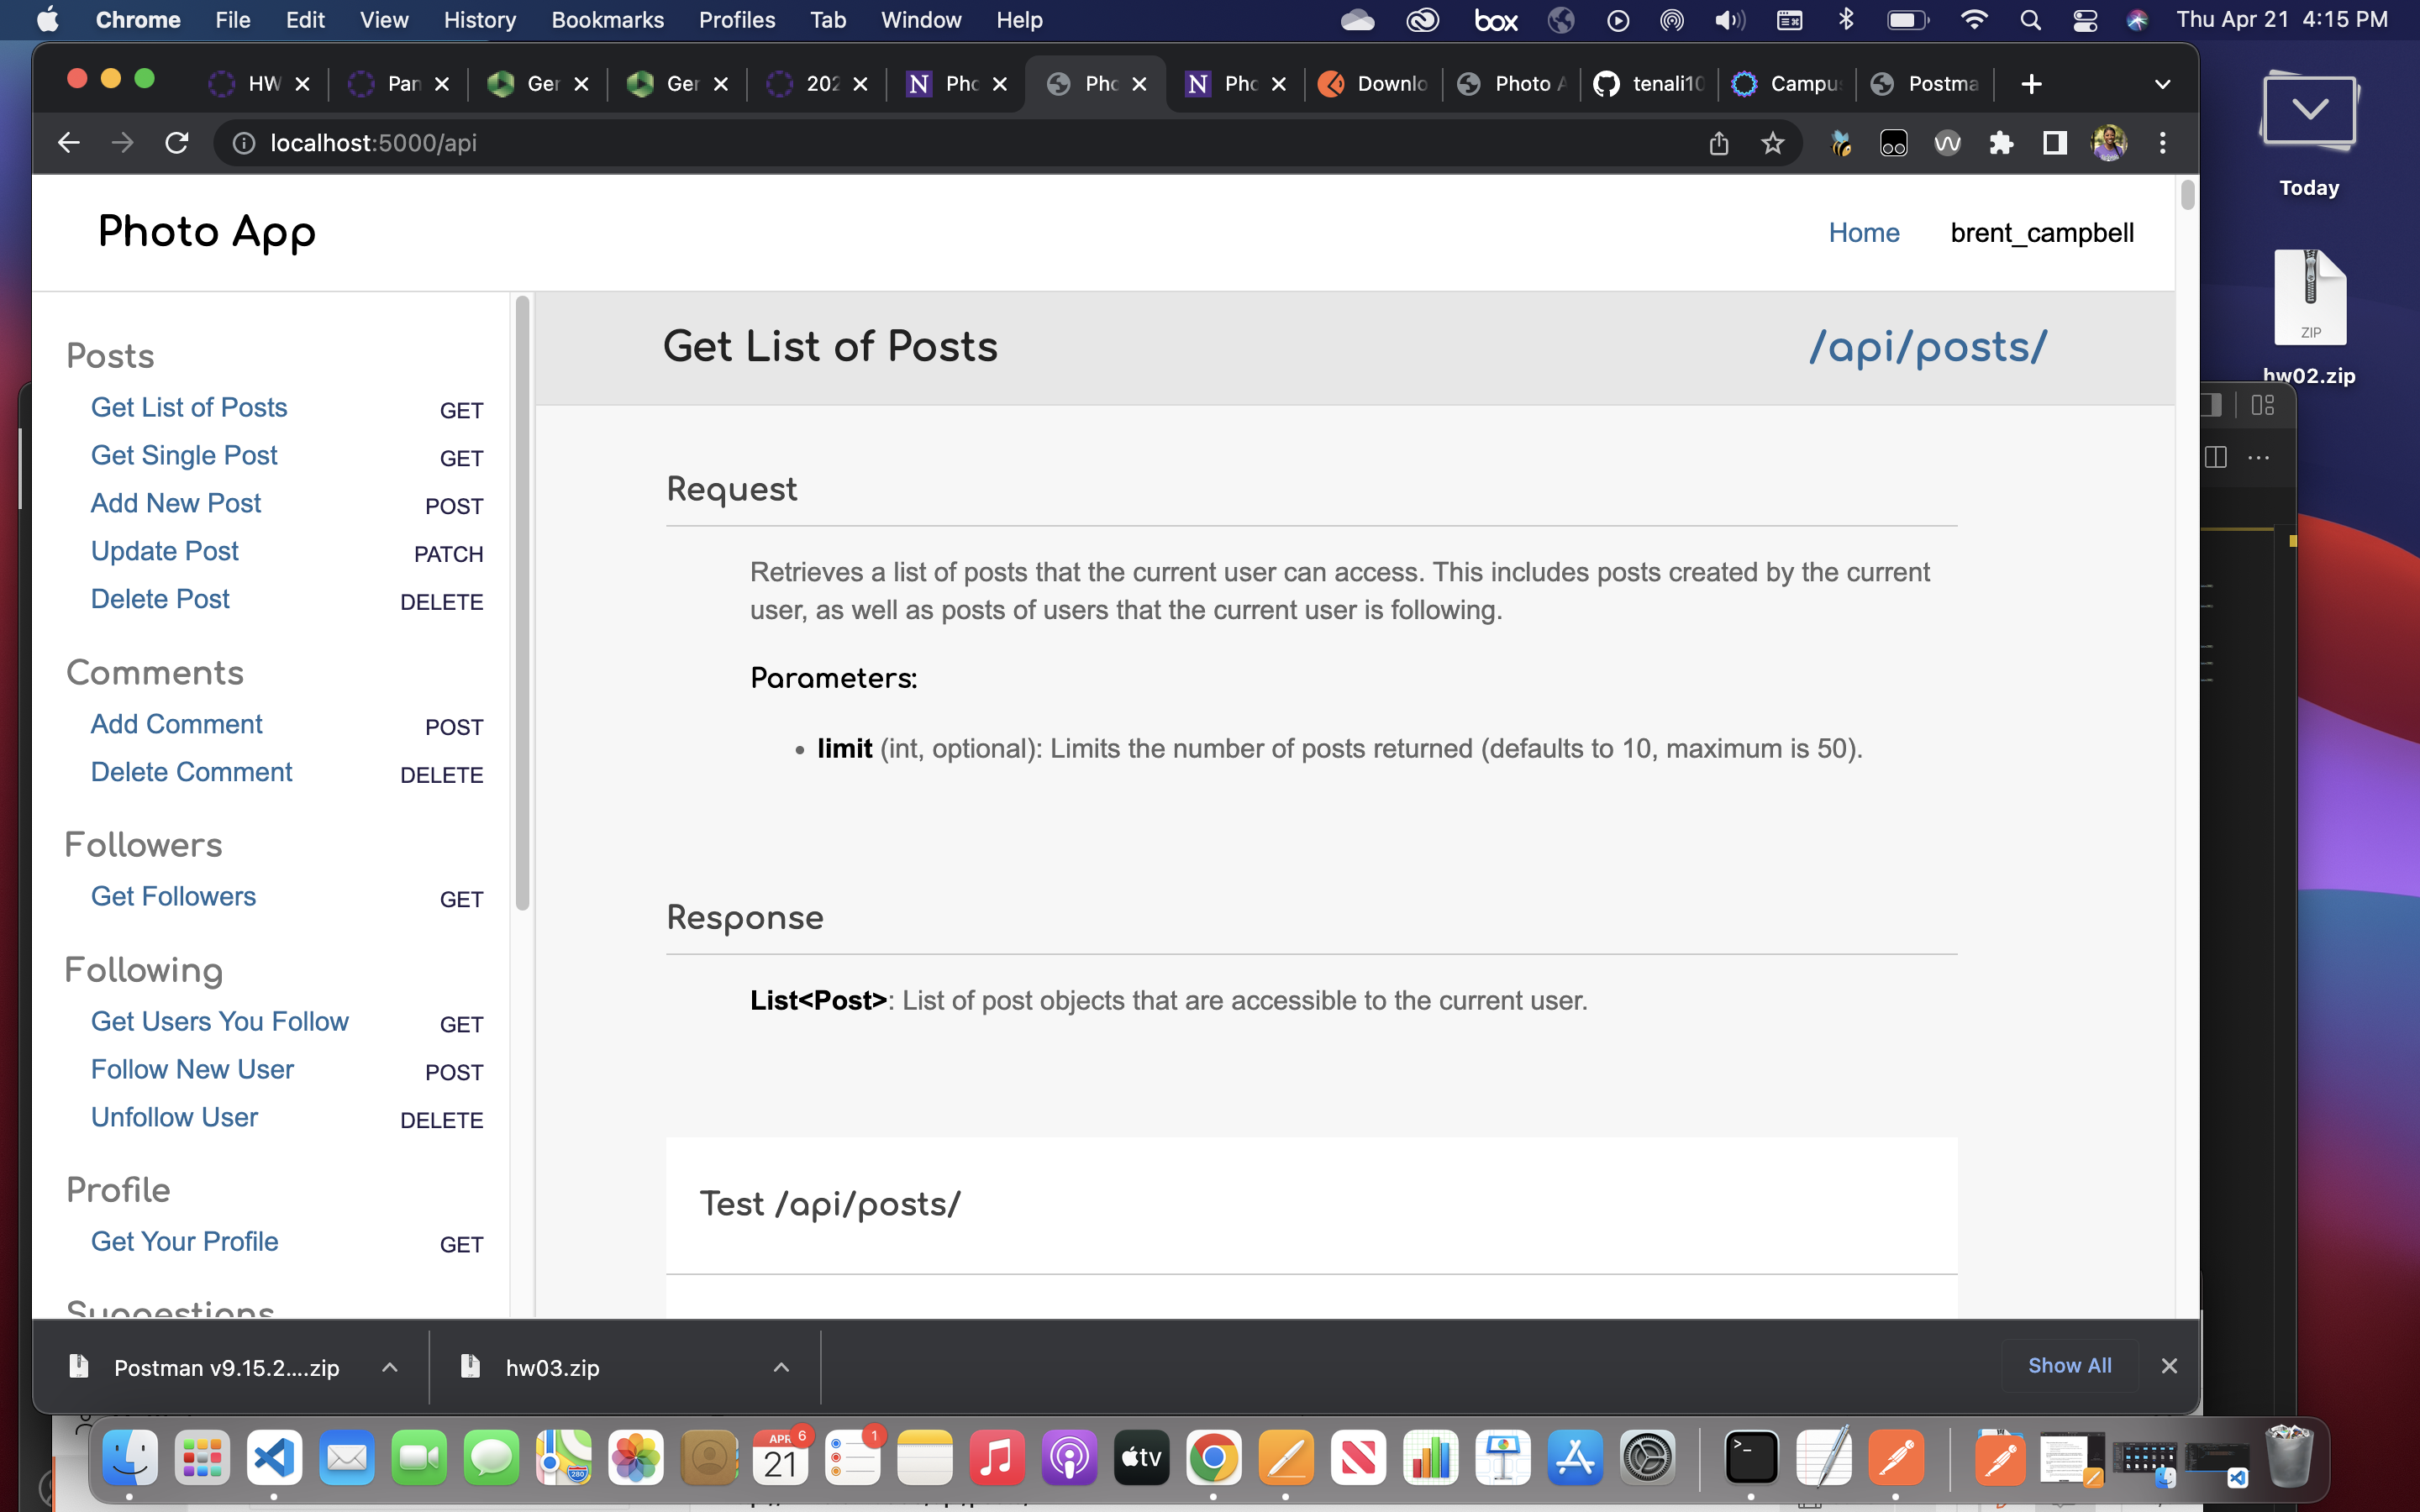 Chrome File Edit View History Bookmarks Profiles Tab Window Help box Thu Apr 21 4:15 PM
HW Pan Ger Ger 202 Pho Pho Pho Downlo Photo A tenali10 Campu Postma
localhost:5000/api
Today
ZIP
hw02.zip
Photo App
Home
brent_campbell
Posts
Get List of Posts GET
Get Single Post GET
Add New Post POST
Update Post PATCH
Delete Post DELETE
Comments
Add Comment POST
Delete Comment DELETE
Followers
Get Followers GET
Following
Get Users You Follow GET
Follow New User POST
Unfollow User DELETE
Profile
Get Your Profile GET
Suggestions
Get List of Posts
/api/posts/
Request
Retrieves a list of posts that the current user can access. This includes posts created by the current
user, as well as posts of users that the current user is following.
Parameters:
• limit (int, optional): Limits the number of posts returned (defaults to 10, maximum is 50).
Response
List<Post>: List of post objects that are accessible to the current user.
Test /api/posts/
Postman v9.15.2....zip
hw03.zip
Show All
APR 6
21
1
280
tv